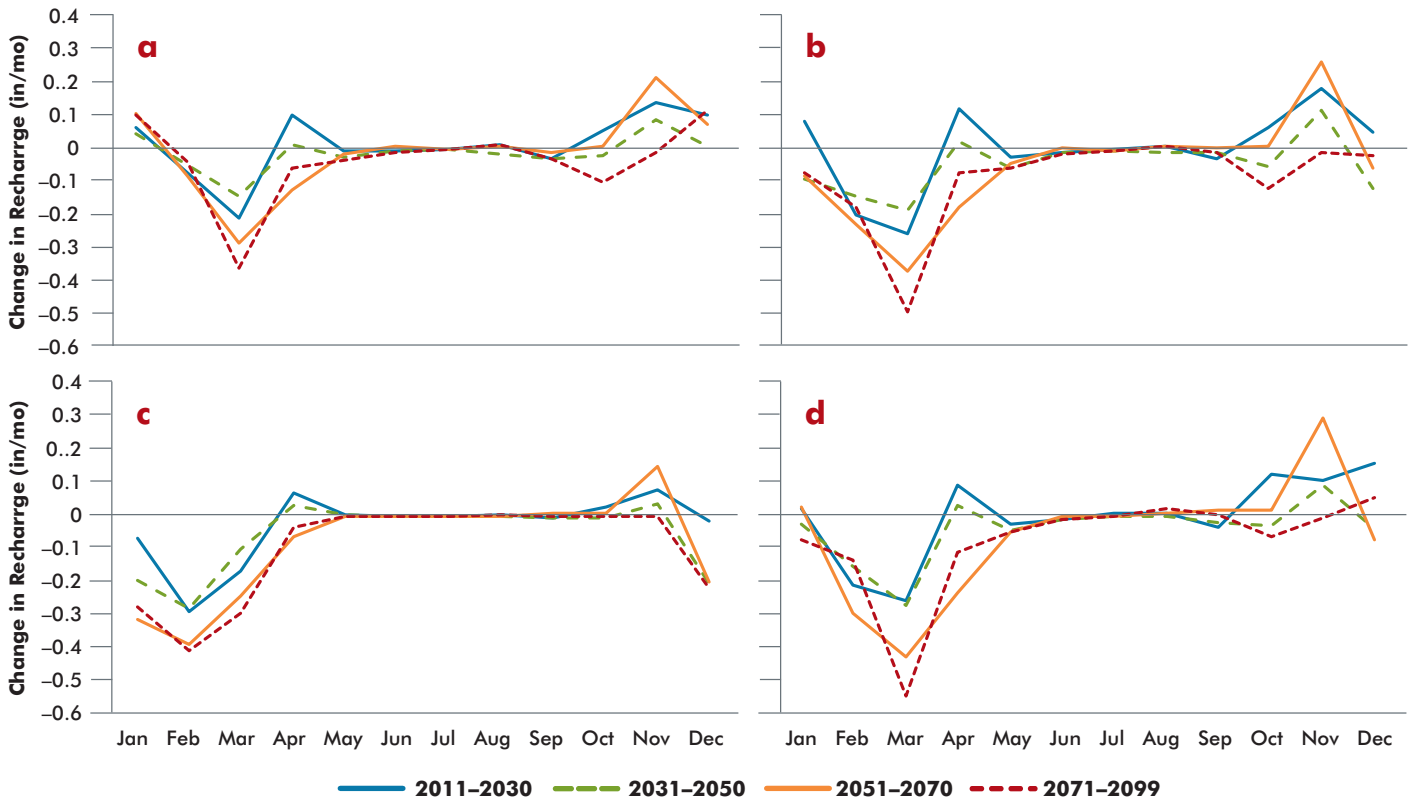 Change in Recharrge (in/mo)
0.4
0.3
0.2
0.1
0
–0.1
–0.2
–0.3
–0.4
–0.5
–0.6
a
b
Change in Recharrge (in/mo)
0.4
0.3
0..2
0.1
0
–0.1
–0.2
–0.3
–0.4
–0.5
–0.6
c
d
Jan Feb Mar Apr May Jun Jul Aug Sep Oct Nov Dec
Jan Feb Mar Apr May Jun Jul Aug Sep Oct Nov Dec
2011–2030 2031–2050 2051–2070 2071–2099